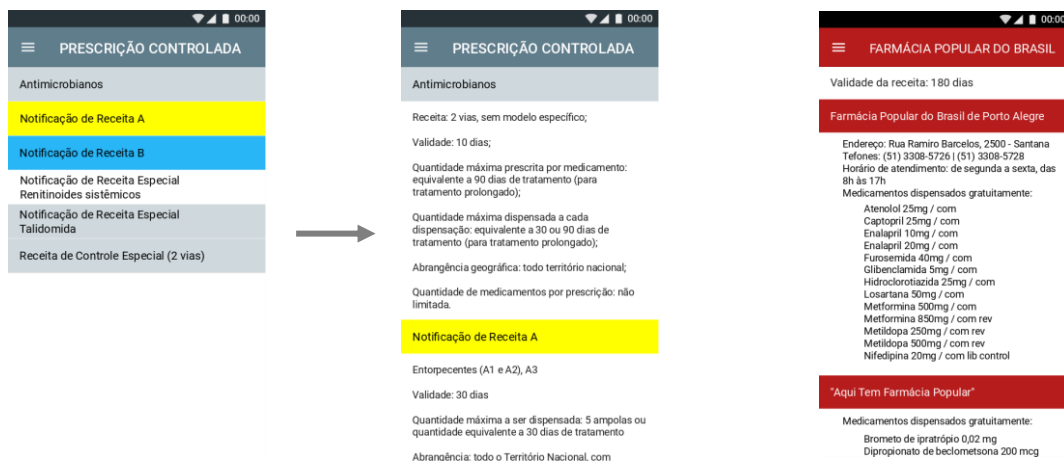 00:00
PRESCRIÇÃO CONTROLADA
Antimicrobianos
Notificação de Receita A
Notificação de Receita B
Notificação de Receita Especial
Renitinoides sistêmicos
Notificação de Receita Especial
Talidomida
Receita de Controle Especial (2 vias)
00:00
PRESCRIÇÃO CONTROLADA
Antimicrobianos
Receita: 2 vias, sem modelo específico;
Validade: 10 dias;
Quantidade máxima prescrita por medicamento:
equivalente a 90 dias de tratamento (para
tratamento prolongado);
Quantidade máxima dispensada a cada
dispensação: equivalente a 30 ou 90 dias de
tratamento (para tratamento prolongado);
Abrangência geográfica: todo território nacional;
Quantidade de medicamentos por prescrição: não
limitada.
Notificação de Receita A
Entorpecentes (A1 e A2), A3
Validade: 30 dias
Quantidade máxima a ser dispensada: 5 ampolas ou
quantidade equivalente a 30 dias de tratamento
Abrangência: todo o Território Nacional, com
00:00
FARMÁCIA POPULAR DO BRASIL
Validade da receita: 180 dias
Farmácia Popular do Brasil de Porto Alegre
Endereço: Rua Ramiro Barcelos, 2500 - Santana
Tefones: (51) 3308-5726 | (51) 3308-5728
Horário de atendimento: de segunda a sexta, das
8h às 17h
Medicamentos dispensados gratuitamente:
Atenolol 25mg / com
Captopril 25mg / com
Enalapril 10mg / com
Enalapril 20mg / com
Furosemida 40mg / com
Glibenclamida 5mg / com
Hidroclorotiazida 25mg / com
Losartana 50mg / com
Metformina 500mg / com
Metformina 850mg / com rev
Metildopa 250mg / com rev
Metildopa 500mg / com rev
Nifedipina 20mg / com lib control
"Aqui Tem Farmácia Popular"
Medicamentos dispensados gratuitamente:
Brometo de ipratrópio 0,02 mg
Dipropionato de beclometsona 200 mcg